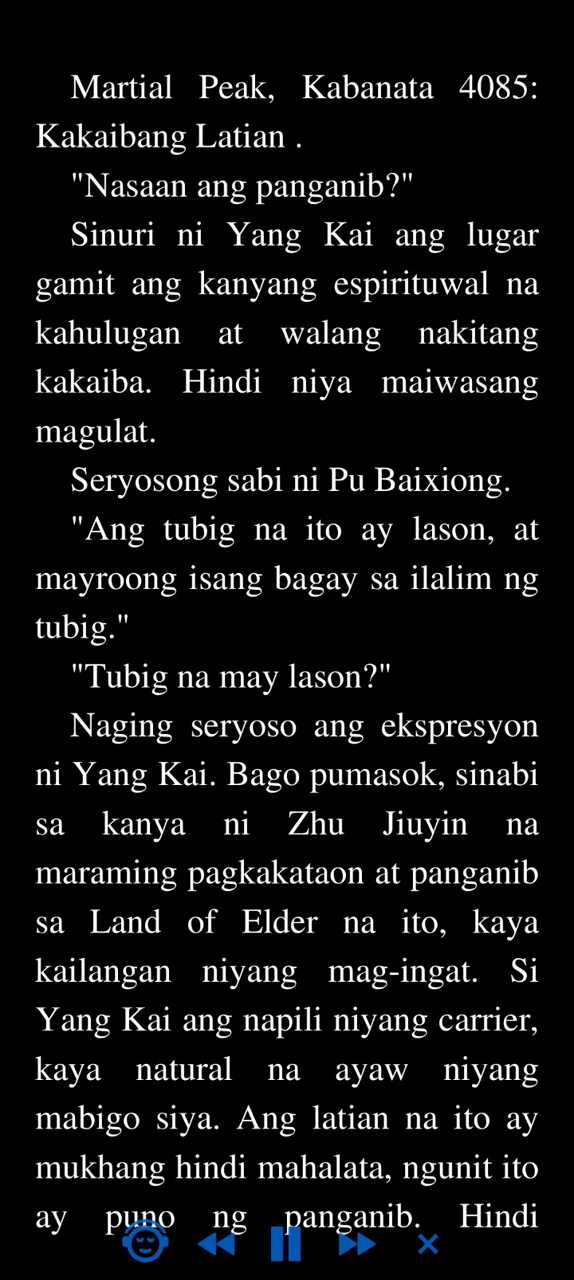 Martial Peak, Kabanata 4085:
Kakaibang Latian .
"Nasaan ang panganib?"
Sinuri ni Yang Kai ang lugar
gamit ang kanyang espirituwal na
kahulugan at walang nakitang
kakaiba. Hindi niya maiwasang
magulat.
Seryosong sabi ni Pu Baixiong.
"Ang tubig na ito ay lason, at
mayroong isang bagay sa ilalim ng
tubig."
"Tubig na may lason?"
Naging seryoso ang ekspresyon
ni Yang Kai. Bago pumasok, sinabi
sa kanya ni Zhu Jiuyin na
maraming pagkakataon at panganib
sa Land of Elder na ito, kaya
kailangan niyang mag-ingat. Si
Yang Kai ang napili niyang carrier,
kaya natural na ayaw niyang
mabigo siya. Ang latian na ito ay
mukhang hindi mahalata, ngunit ito
ay puno ng panganib. Hindi